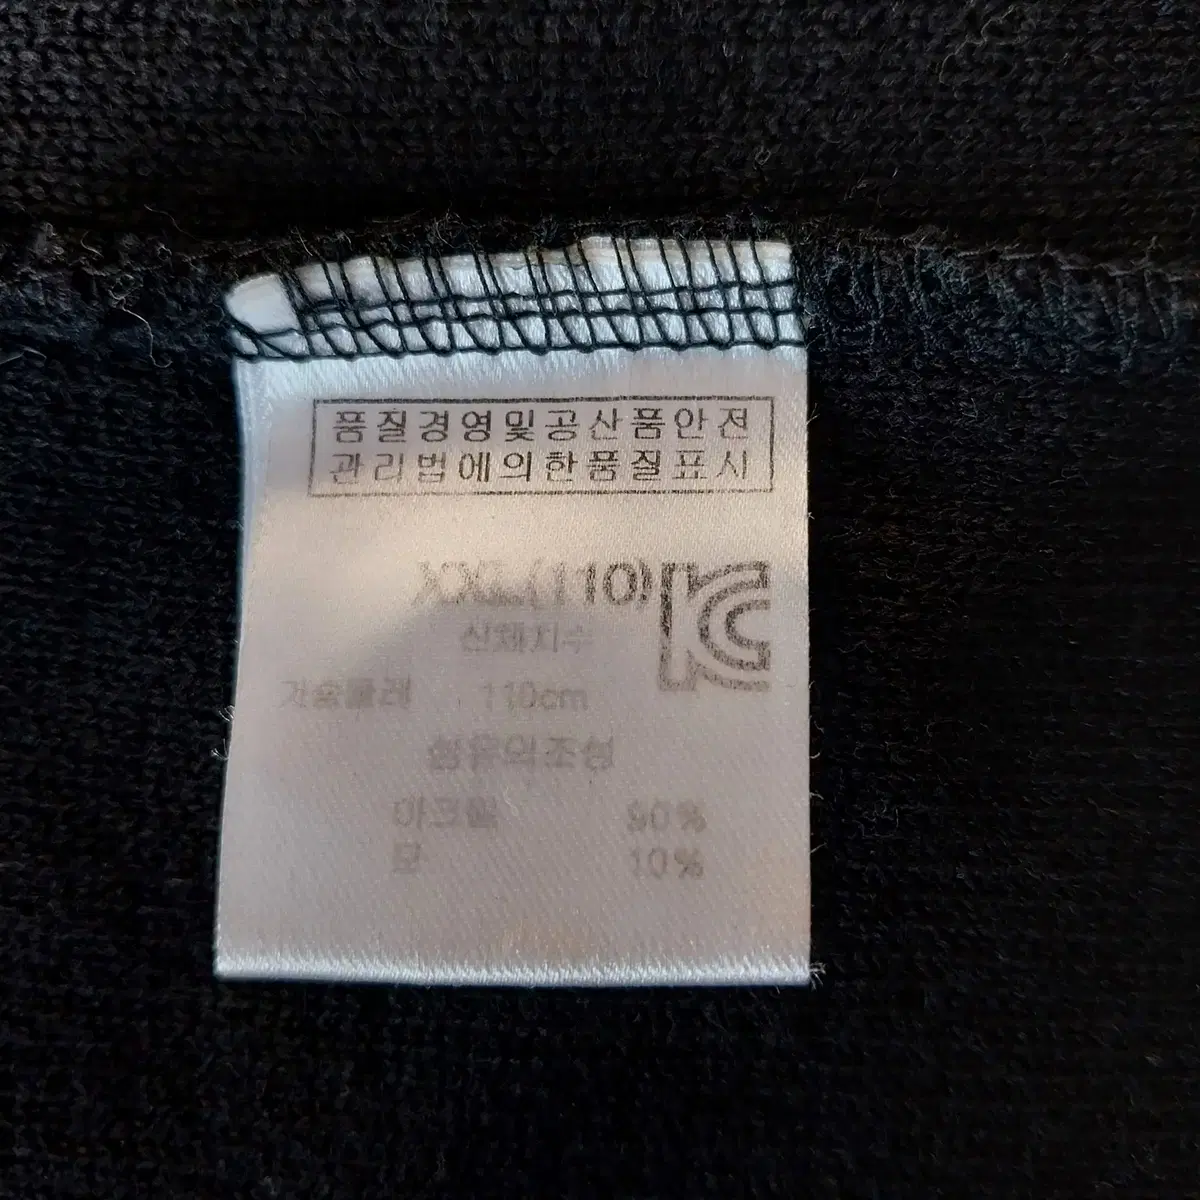 품질경영및공산품안전
관리법에의한품질표시
XXL(110)
KC
신체치수
가슴둘레 110cm
섬유의조성
아크릴 90%
모 10%